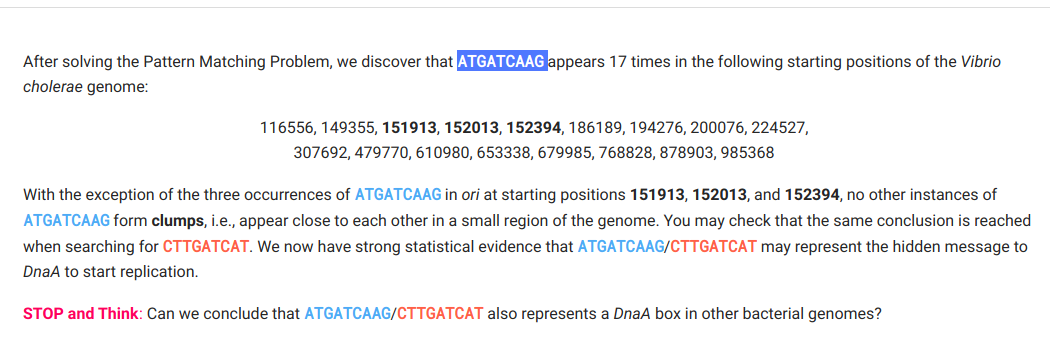 After solving the Pattern Matching Problem, we discover that ATGATCAAG appears 17 times in the following starting positions of the Vibrio
cholerae genome:
116556, 149355, 151913, 152013, 152394, 186189, 194276, 200076, 224527,
307692, 479770, 610980, 653338, 679985, 768828, 878903, 985368
With the exception of the three occurrences of ATGATCAAG in ori at starting positions 151913, 152013, and 152394, no other instances of
ATGATCAAG form clumps, i.e., appear close to each other in a small region of the genome. You may check that the same conclusion is reached
when searching for CTTGATCAT. We now have strong statistical evidence that ATGATCAAG/CTTGATCAT may represent the hidden message to
DnaA to start replication.
STOP and Think: Can we conclude that ATGATCAAG/CTTGATCAT also represents a DnaA box in other bacterial genomes?